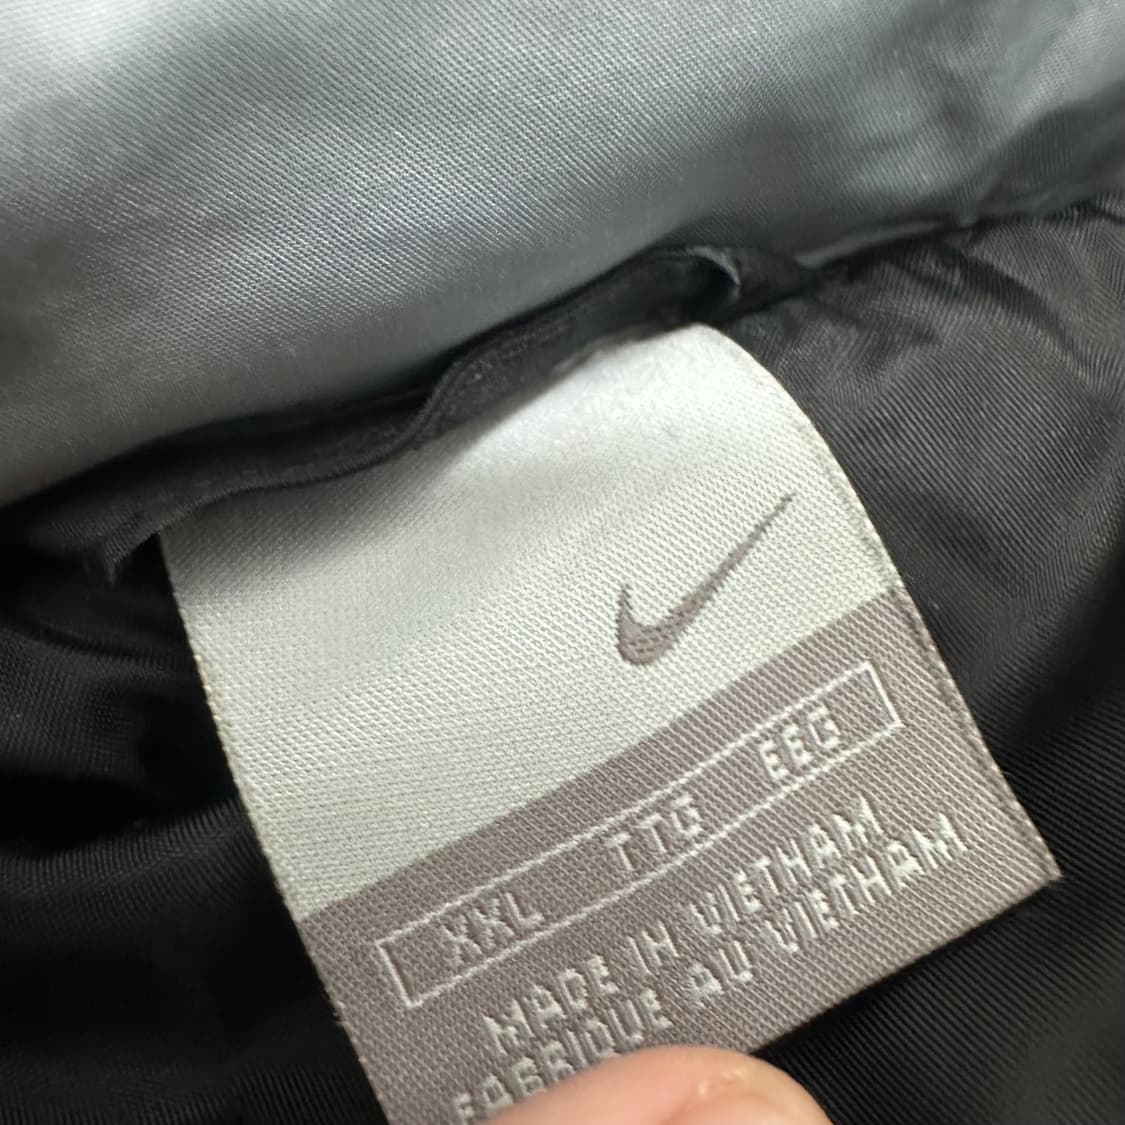 XXL TTG EEG
MADE IN VIETNAM
FABRIQUE AU VIETNAM